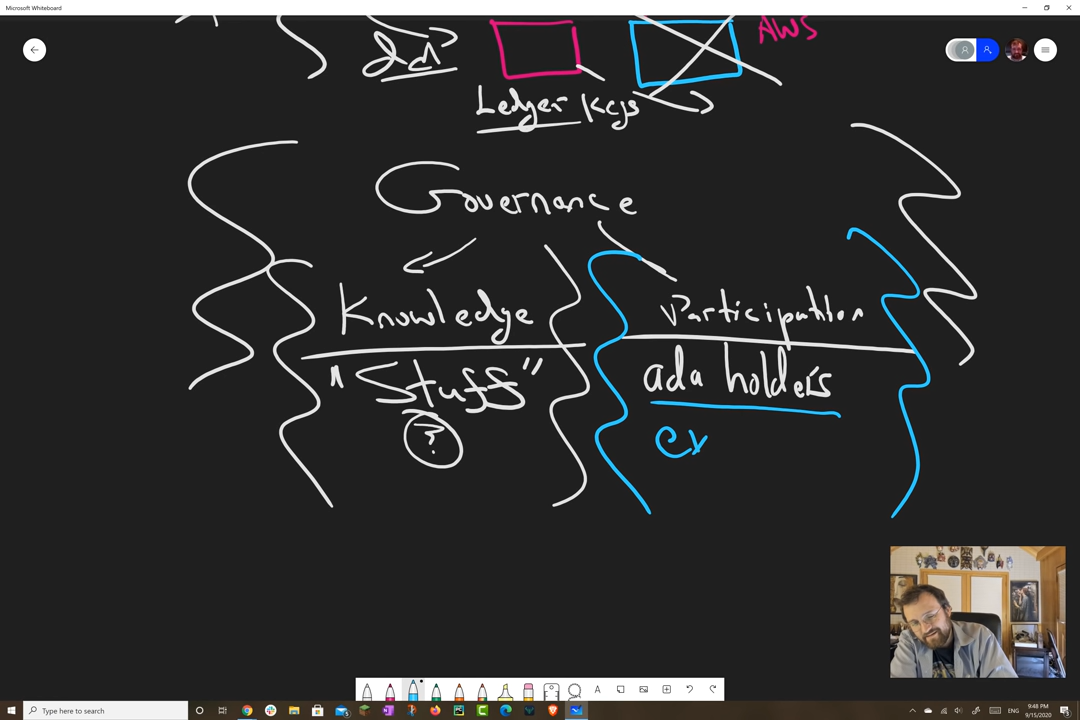 Microsoft Whiteboard
AWS
Ledger Keys
Governance
Knowledge
Participation
"Stuff"
?
ada holders
ex
Type here to search
ENG
9:48 PM
9/15/2020